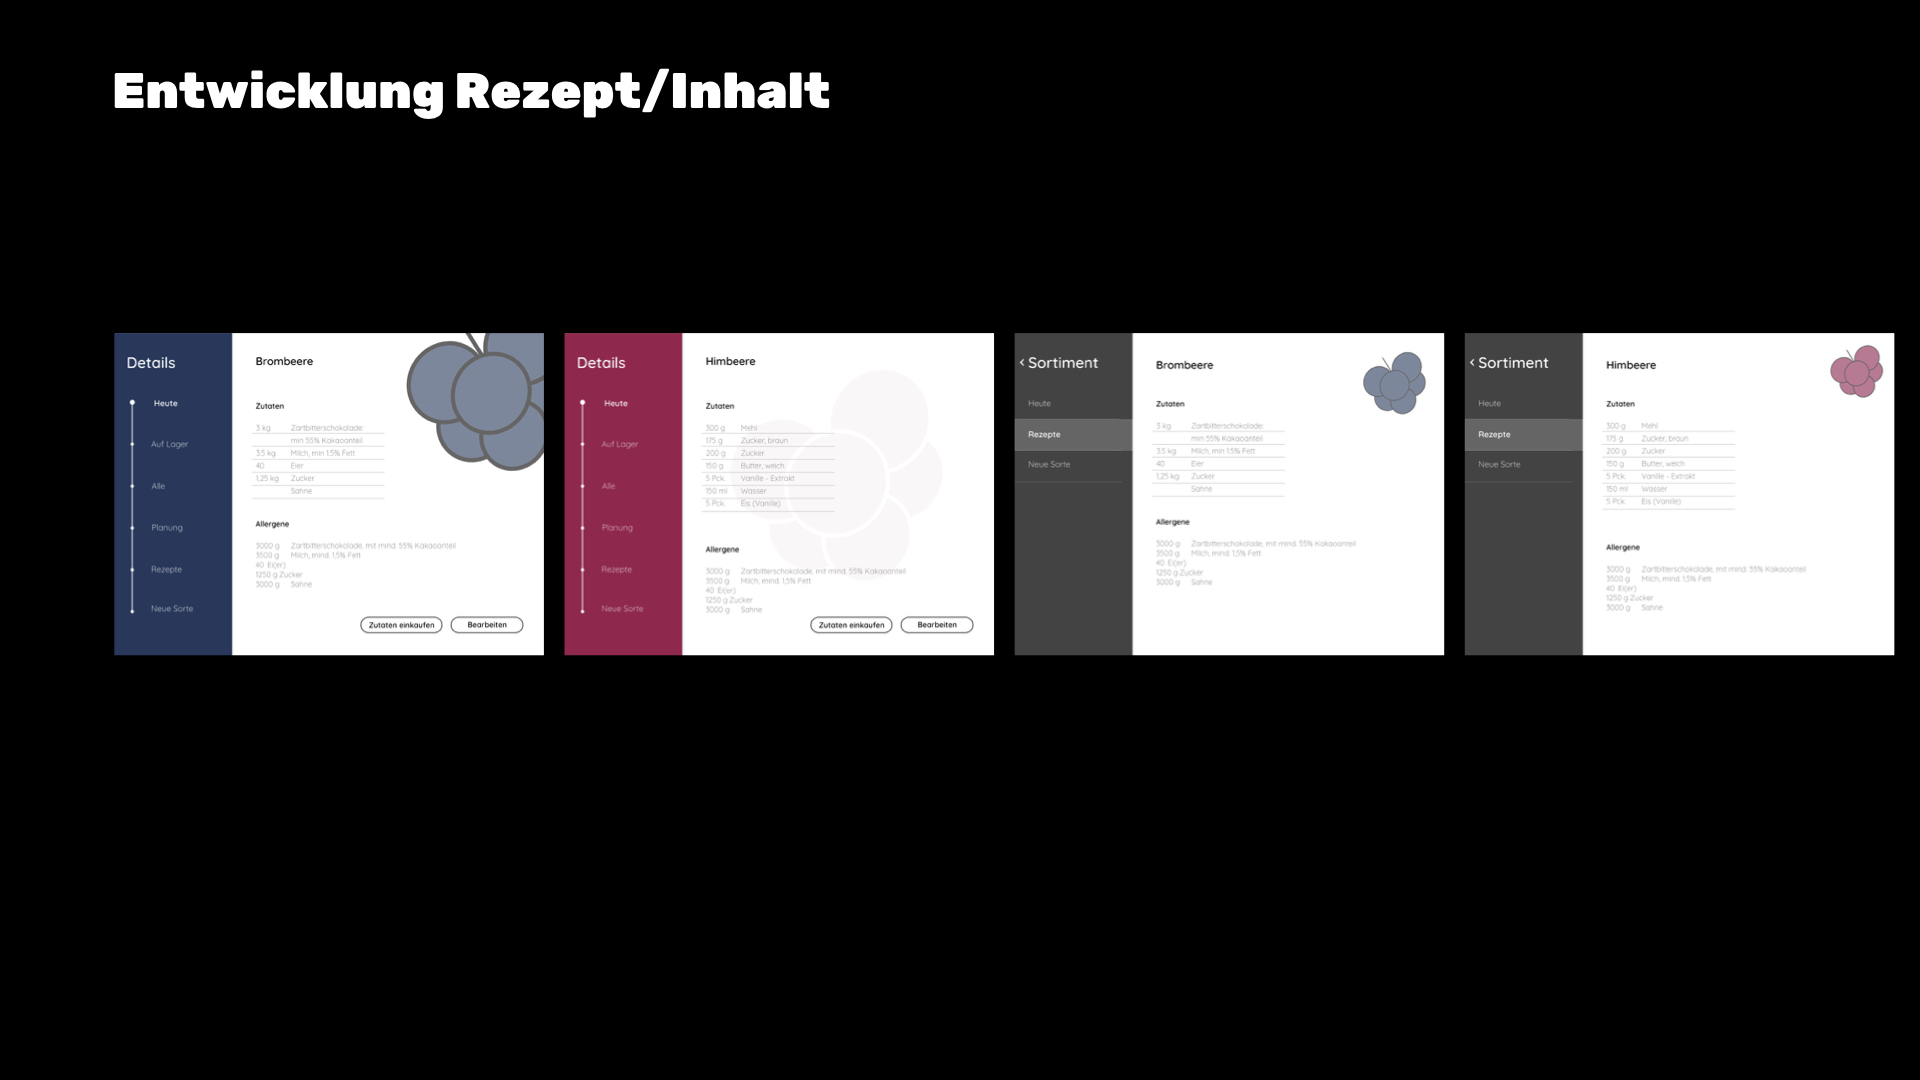 Entwicklung Rezept/Inhalt
Details
Heute
Auf Lager
Alle
Planung
Rezepte
Neue Sorte
Brombeere
Zutaten
3 kg Zartbitterschokolade:
min 55% Kakaoanteil
3.5 kg Milch, min 1.5% Fett
40 Eier
1,25 kg Zucker
Sahne
Allergene
3000 g Zartbitterschokolade, mit mind. 55% Kakaoanteil
3500 g Milch, mind. 1,5% Fett
40 Ei(er)
1250 g Zucker
3000 g Sahne
Zutaten einkaufen Bearbeiten
Details
Heute
Auf Lager
Alle
Planung
Rezepte
Neue Sorte
Himbeere
Zutaten
300 g Mehl
175 g Zucker, braun
200 g Zucker
150 g Butter, weich
5 Pck. Vanille - Extrakt
150 ml Wasser
5 Pck. Eis (Vanille)
Allergene
3000 g Zartbitterschokolade, mit mind. 55% Kakaoanteil
3500 g Milch, mind. 1,5% Fett
40 Ei(er)
1250 g Zucker
3000 g Sahne
Zutaten einkaufen Bearbeiten
< Sortiment
Heute
Rezepte
Neue Sorte
Brombeere
Zutaten
3 kg Zartbitterschokolade:
min 55% Kakaoanteil
3.5 kg Milch, min 1.5% Fett
40 Eier
1,25 kg Zucker
Sahne
Allergene
3000 g Zartbitterschokolade, mit mind. 55% Kakaoanteil
3500 g Milch, mind. 1,5% Fett
40 Ei(er)
1250 g Zucker
3000 g Sahne
< Sortiment
Heute
Rezepte
Neue Sorte
Himbeere
Zutaten
300 g Mehl
175 g Zucker, braun
200 g Zucker
150 g Butter, weich
5 Pck. Vanille - Extrakt
150 ml Wasser
5 Pck. Eis (Vanille)
Allergene
3000 g Zartbitterschokolade, mit mind. 55% Kakaoanteil
3500 g Milch, mind. 1,5% Fett
40 Ei(er)
1250 g Zucker
3000 g Sahne